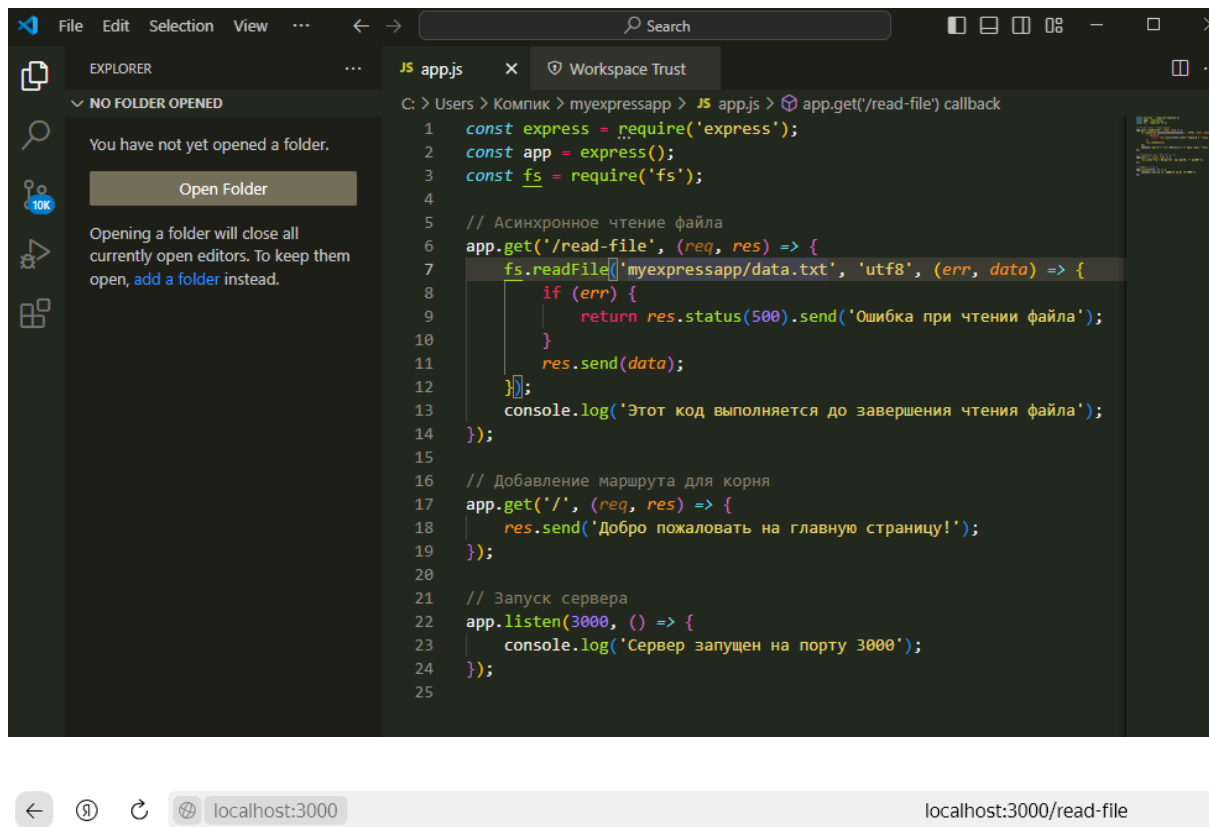 File Edit Selection View ··· Search
EXPLORER ···
NO FOLDER OPENED
You have not yet opened a folder.
Open Folder
Opening a folder will close all
currently open editors. To keep them
open, add a folder instead.
10K
JS app.js Workspace Trust
C: > Users > Компик > myexpressapp > JS app.js > app.get('/read-file') callback
1 const express = require('express');
2 const app = express();
3 const fs = require('fs');
4
5 // Асинхронное чтение файла
6 app.get('/read-file', (req, res) => {
7 fs.readFile('myexpressapp/data.txt', 'utf8', (err, data) => {
8 if (err) {
9 return res.status(500).send('Ошибка при чтении файла');
10 }
11 res.send(data);
12 });
13 console.log('Этот код выполняется до завершения чтения файла');
14 });
15
16 // Добавление маршрута для корня
17 app.get('/', (req, res) => {
18 res.send('Добро пожаловать на главную страницу!');
19 });
20
21 // Запуск сервера
22 app.listen(3000, () => {
23 console.log('Сервер запущен на порту 3000');
24 });
25
localhost:3000 localhost:3000/read-file